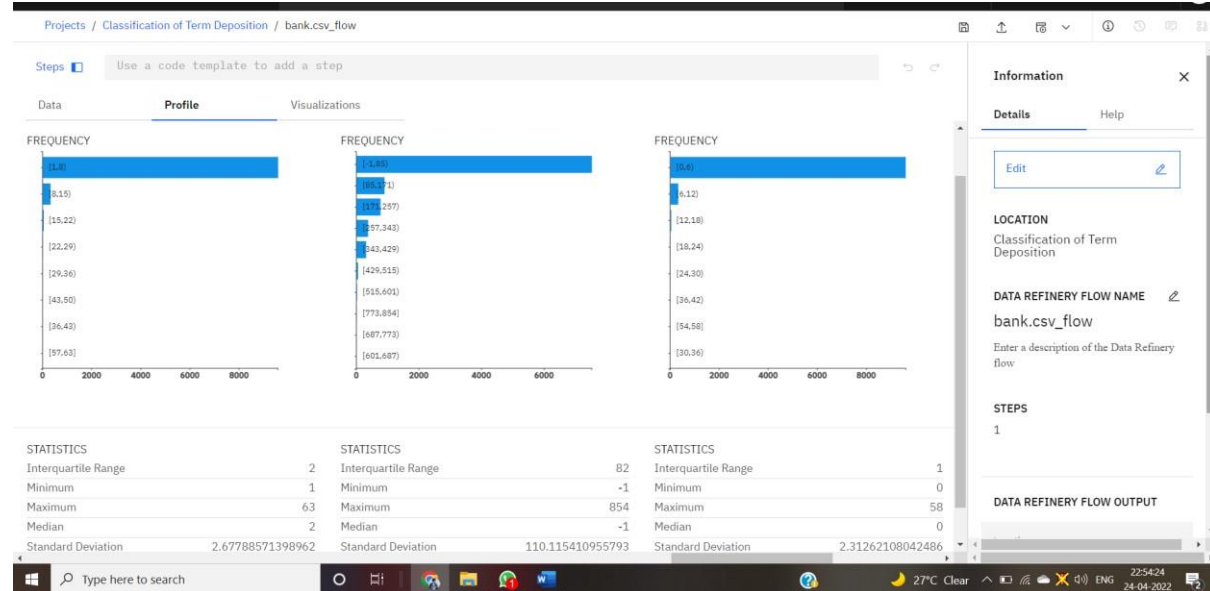 Projects / Classification of Term Deposition / bank.csv_flow
Steps
Use a code template to add a step
Data Profile Visualizations
FREQUENCY
[1,8)
[8,15)
[15,22)
[22,29)
[29,36)
[43,50)
[36,43)
[57,63]
0 2000 4000 6000 8000
FREQUENCY
[-1,85)
[85,171)
[171,257)
[257,343)
[343,429)
[429,515)
[515,601)
[773,854]
[687,773)
[601,687)
0 2000 4000 6000
FREQUENCY
[0,6)
[6,12)
[12,18)
[18,24)
[24,30)
[36,42)
[54,58]
[30,36)
0 2000 4000 6000 8000
STATISTICS
Interquartile Range 2
Minimum 1
Maximum 63
Median 2
Standard Deviation 2.67788571398962
STATISTICS
Interquartile Range 82
Minimum -1
Maximum 854
Median -1
Standard Deviation 110.115410955793
STATISTICS
Interquartile Range 1
Minimum 0
Maximum 58
Median 0
Standard Deviation 2.31262108042486
Information
Details Help
Edit
LOCATION
Classification of Term
Deposition
DATA REFINERY FLOW NAME
bank.csv_flow
Enter a description of the Data Refinery
flow
STEPS
1
DATA REFINERY FLOW OUTPUT
Type here to search
27°C Clear
ENG
22:54:24
24-04-2022